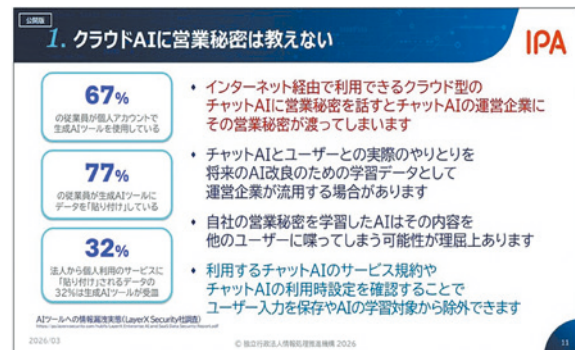 公開版
1. クラウドAIに営業秘密は教えない
IPA
67%
の従業員が個人アカウントで
生成AIツールを使用している
77%
の従業員が生成AIツールに
データを「貼り付け」している
32%
法人から個人利用のサービスに
「貼り付け」されるデータの
32%は生成AIツールが受皿
AIツールへの情報漏洩実態(LayerX Security社調査)
・インターネット経由で利用できるクラウド型の
チャットAIに営業秘密を話すとチャットAIの運営企業に
その営業秘密が渡ってしまいます
・チャットAIとユーザーとの実際のやりとりを
将来のAI改良のための学習データとして
運営企業が流用する場合があります
・自社の営業秘密を学習したAIはその内容を
他のユーザーに喋ってしまう可能性が理屈上あります
・利用するチャットAIのサービス規約や
チャットAIの利用時設定を確認することで
ユーザー入力を保存やAIの学習対象から除外できます
2026/03
© 独立行政法人情報処理推進機構 2026
11